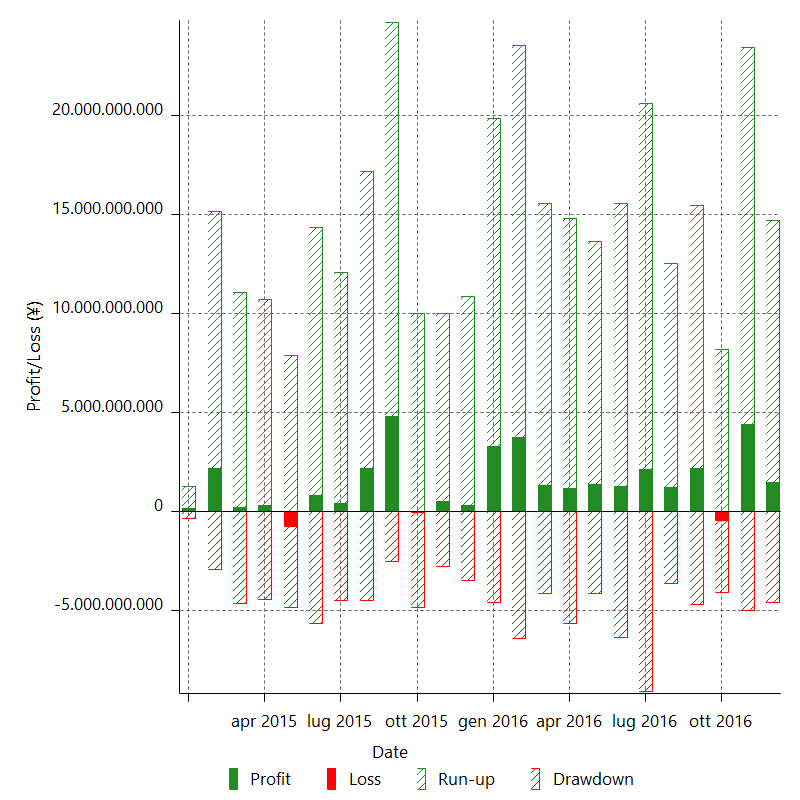 20.000.000.000
15.000.000.000
10.000.000.000
5.000.000.000
0
-5.000.000.000
Profit/Loss (¥)
apr 2015 lug 2015 ott 2015 gen 2016 apr 2016 lug 2016 ott 2016
Date
Profit Loss Run-up Drawdown